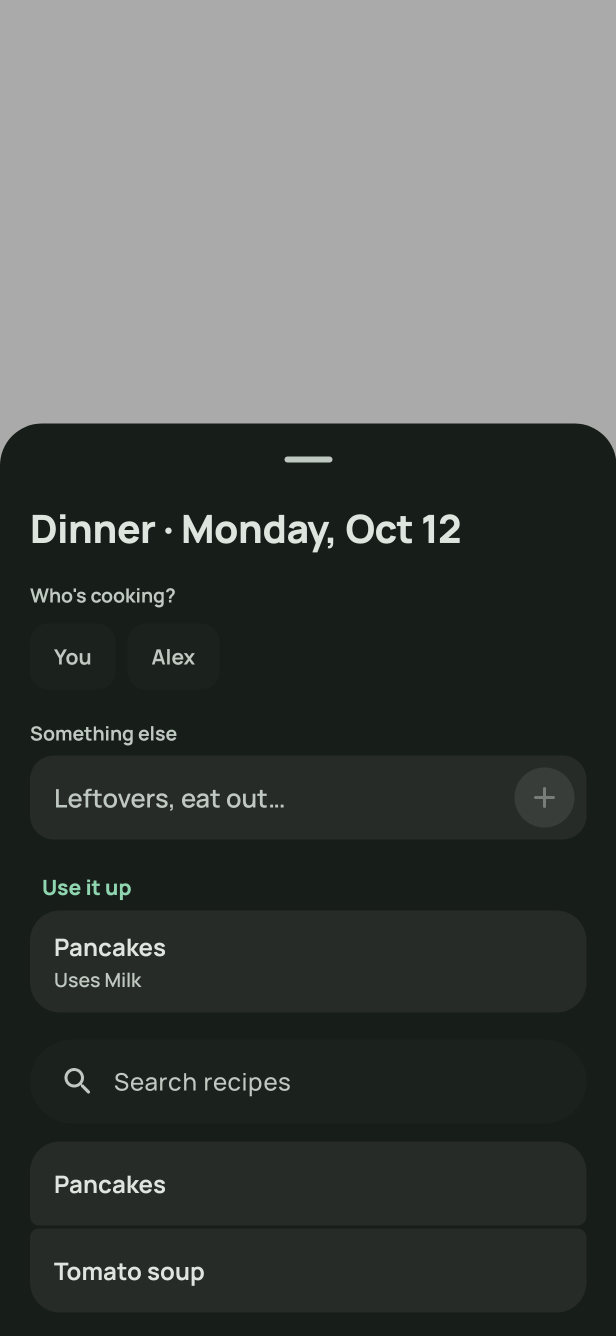 Dinner · Monday, Oct 12
Who's cooking?
You
Alex
Something else
Leftovers, eat out…
Use it up
Pancakes
Uses Milk
Search recipes
Pancakes
Tomato soup